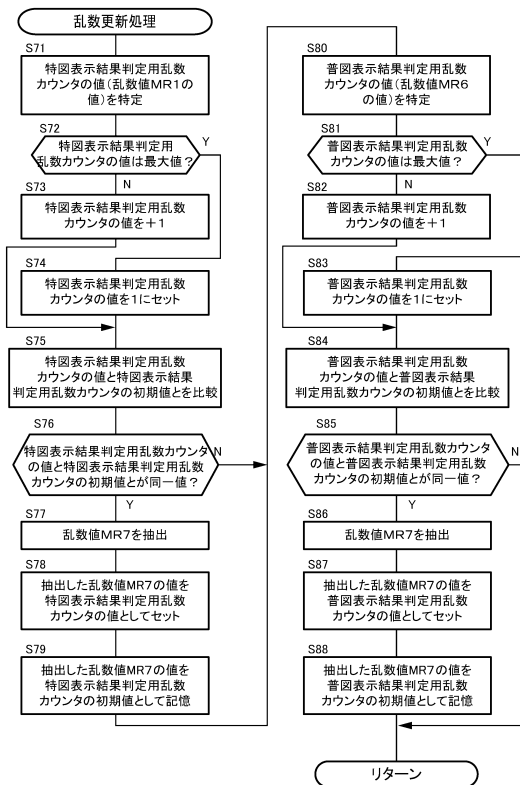 乱数更新処理
S71
特図表示結果判定用乱数
カウンタの値(乱数値MR1の
値)を特定
S72
特図表示結果判定用
乱数カウンタの値は最大値?
Y
N
S73
特図表示結果判定用乱数
カウンタの値を+1
S74
特図表示結果判定用乱数
カウンタの値を1にセット
S75
特図表示結果判定用乱数
カウンタの値と特図表示結果
判定用乱数カウンタの初期値とを比較
S76
特図表示結果判定用乱数カウンタ
の値と特図表示結果判定用乱数
カウンタの初期値とが同一値?
N
Y
S77
乱数値MR7を抽出
S78
抽出した乱数値MR7の値を
特図表示結果判定用乱数
カウンタの値としてセット
S79
抽出した乱数値MR7の値を
特図表示結果判定用乱数
カウンタの初期値として記憶
S80
普図表示結果判定用乱数
カウンタの値(乱数値MR6
の値)を特定
S81
普図表示結果判定用乱数
カウンタの値は最大値?
Y
N
S82
普図表示結果判定用乱数
カウンタの値を+1
S83
普図表示結果判定用乱数
カウンタの値を1にセット
S84
普図表示結果判定用乱数
カウンタの値と普図表示結果
判定用乱数カウンタの初期値とを比較
S85
普図表示結果判定用乱数カウンタ
の値と普図表示結果判定用乱数
カウンタの初期値とが同一値?
N
Y
S86
乱数値MR7を抽出
S87
抽出した乱数値MR7の値を
普図表示結果判定用乱数
カウンタの値としてセット
S88
抽出した乱数値MR7の値を
普図表示結果判定用乱数
カウンタの初期値として記憶
リターン